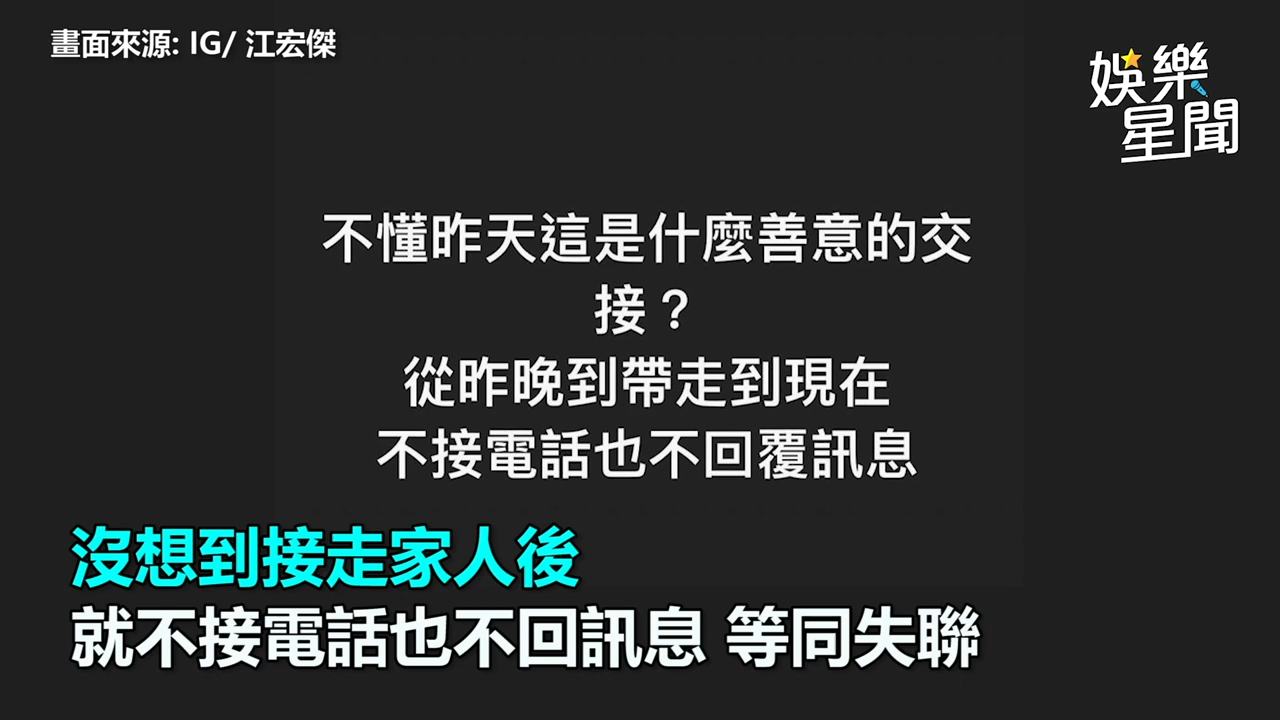 畫面來源: IG/ 江宏傑
娛樂
星聞
不懂昨天這是什麼善意的交
接？
從昨晚到帶走到現在
不接電話也不回覆訊息
沒想到接走家人後
就不接電話也不回訊息 等同失聯